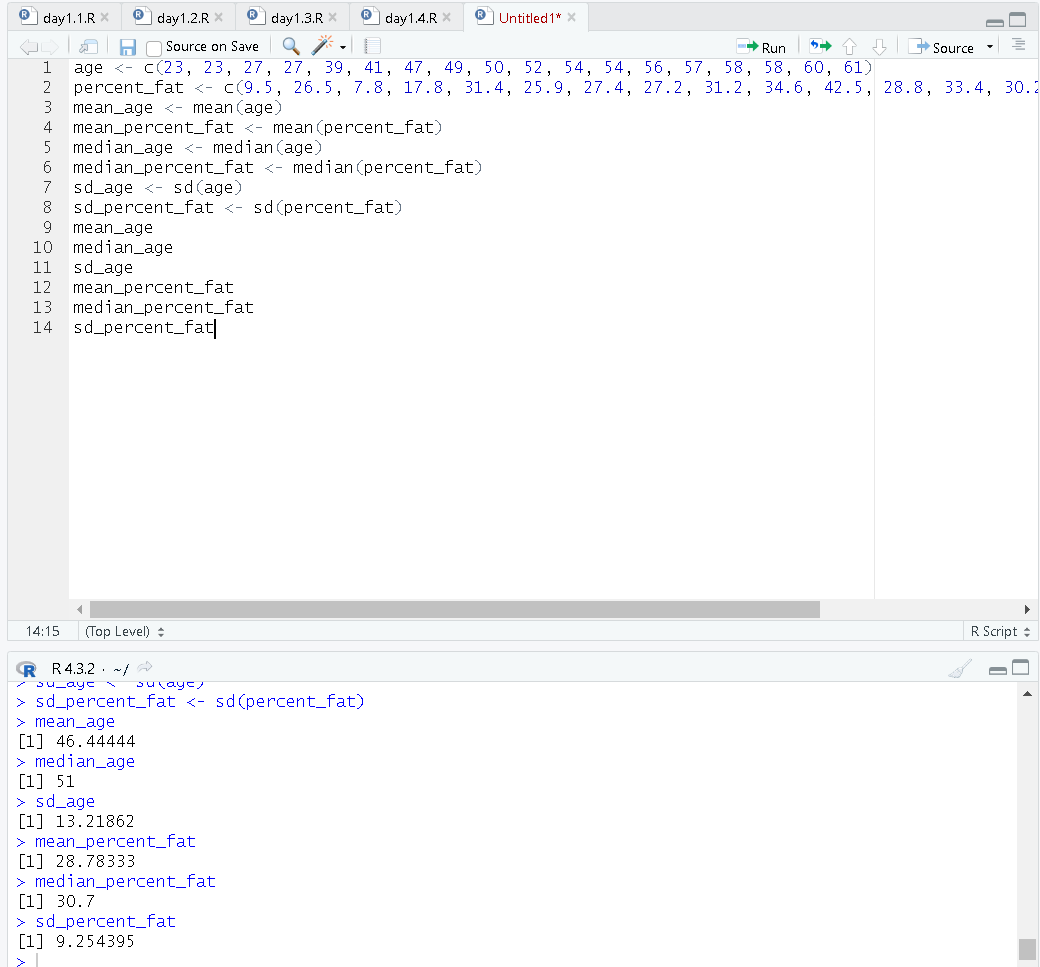 day1.1.R day1.2.R day1.3.R day1.4.R Untitled1*
Source on Save Run Source
1 age <- c(23, 23, 27, 27, 39, 41, 47, 49, 50, 52, 54, 54, 56, 57, 58, 58, 60, 61)
2 percent_fat <- c(9.5, 26.5, 7.8, 17.8, 31.4, 25.9, 27.4, 27.2, 31.2, 34.6, 42.5, 28.8, 33.4, 30.2
3 mean_age <- mean(age)
4 mean_percent_fat <- mean(percent_fat)
5 median_age <- median(age)
6 median_percent_fat <- median(percent_fat)
7 sd_age <- sd(age)
8 sd_percent_fat <- sd(percent_fat)
9 mean_age
10 median_age
11 sd_age
12 mean_percent_fat
13 median_percent_fat
14 sd_percent_fat
14:15 (Top Level) R Script
R 4.3.2 · ~/
> sd_age <- sd(age)
> sd_percent_fat <- sd(percent_fat)
> mean_age
[1] 46.44444
> median_age
[1] 51
> sd_age
[1] 13.21862
> mean_percent_fat
[1] 28.78333
> median_percent_fat
[1] 30.7
> sd_percent_fat
[1] 9.254395
>